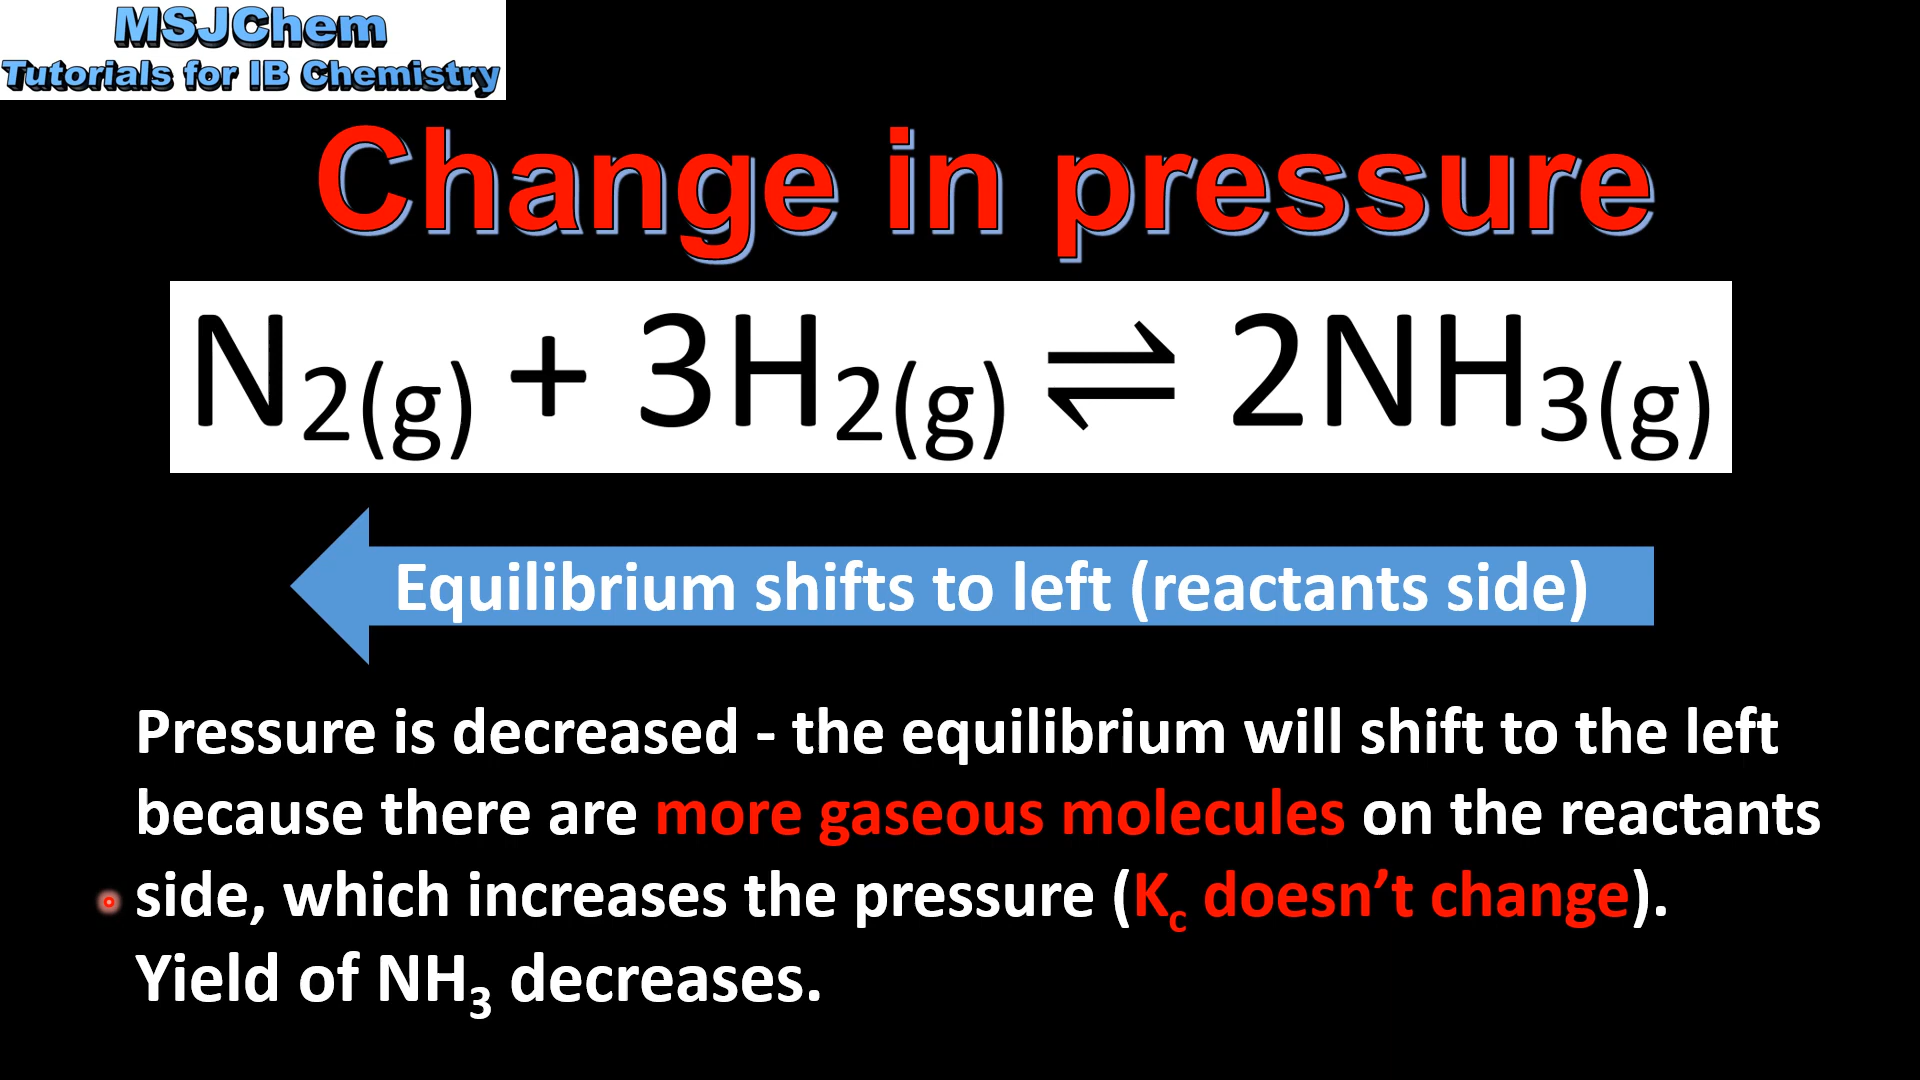 MSJChem
Tutorials for IB Chemistry
Change in pressure
N₂(g) + 3H₂(g) ⇌ 2NH₃(g)
Equilibrium shifts to left (reactants side)
Pressure is decreased - the equilibrium will shift to the left
because there are more gaseous molecules on the reactants
side, which increases the pressure (Kc doesn’t change).
Yield of NH₃ decreases.